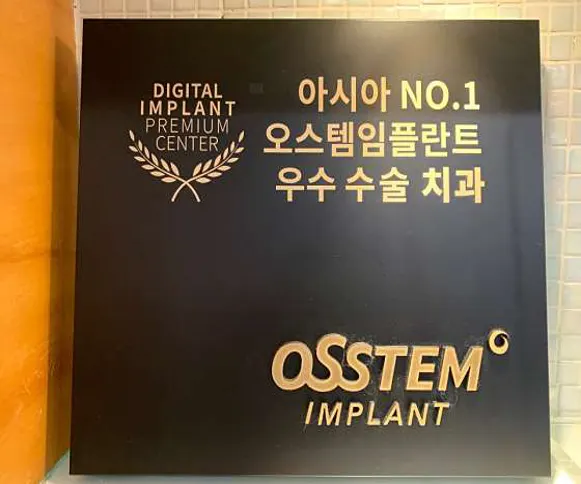 DIGITAL
IMPLANT
PREMIUM
CENTER
아시아 NO.1
오스템임플란트
우수 수술 치과
OSSTEM
IMPLANT